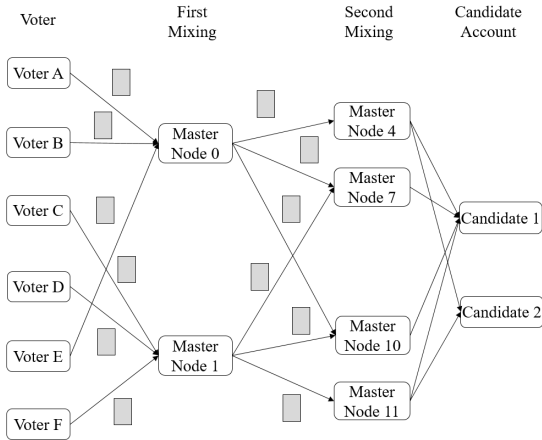 Voter
First
Mixing
Second
Mixing
Candidate
Account
Voter A
Voter B
Voter C
Voter D
Voter E
Voter F
Master
Node 0
Master
Node 1
Master
Node 4
Master
Node 7
Master
Node 10
Master
Node 11
Candidate 1
Candidate 2